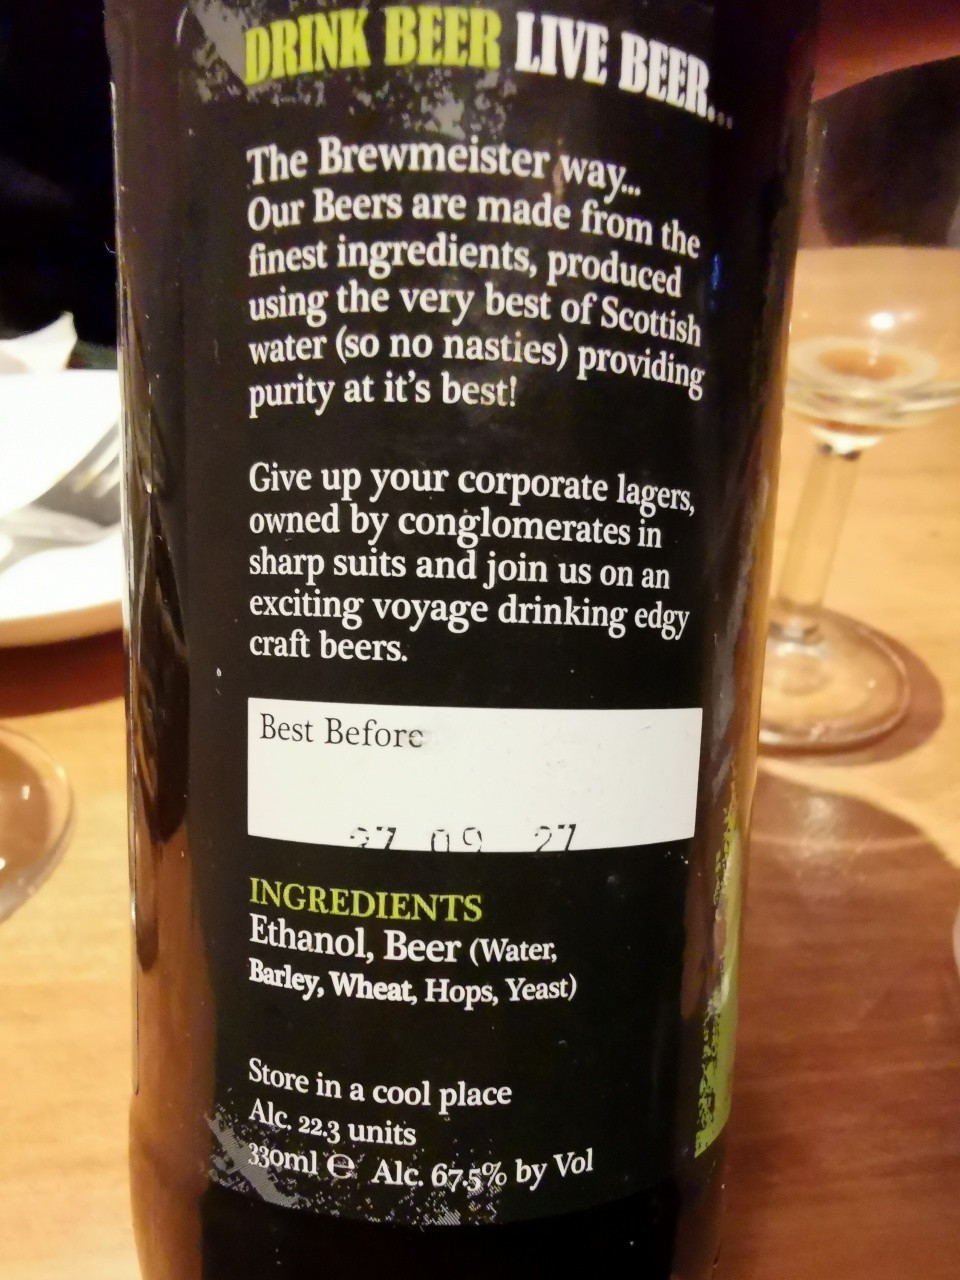 DRINK BEER LIVE BEER...
The Brewmeister way...
Our Beers are made from the
finest ingredients, produced
using the very best of Scottish
water (so no nasties) providing
purity at it's best!
Give up your corporate lagers,
owned by conglomerates in
sharp suits and join us on an
exciting voyage drinking edgy
craft beers.
Best Before
27 09 27
INGREDIENTS
Ethanol, Beer (Water,
Barley, Wheat, Hops, Yeast)
Store in a cool place
Alc. 22.3 units
330ml ℮ Alc. 67.5% by Vol